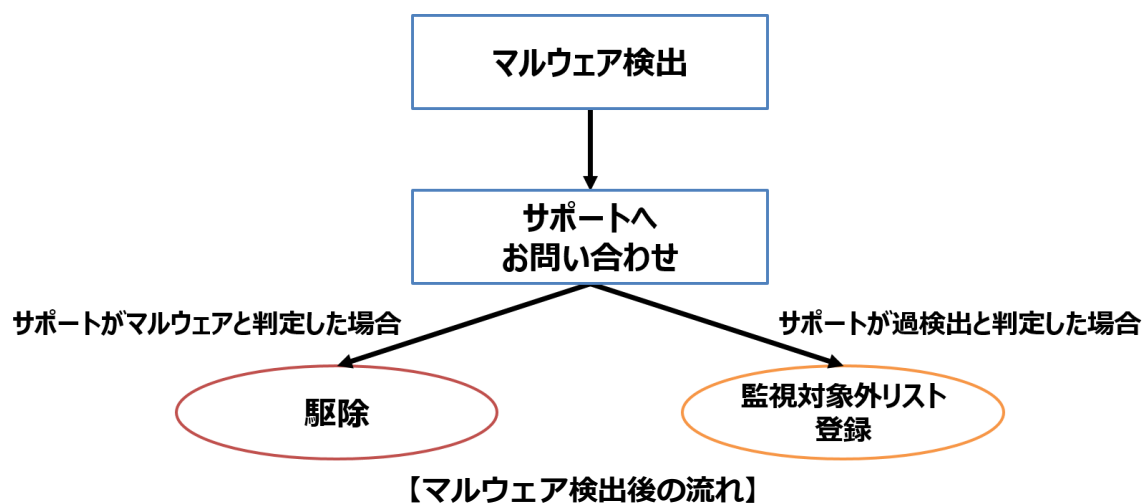 マルウェア検出
サポートへ
お問い合わせ
サポートがマルウェアと判定した場合
サポートが過検出と判定した場合
駆除
監視対象外リスト
登録
【マルウェア検出後の流れ】